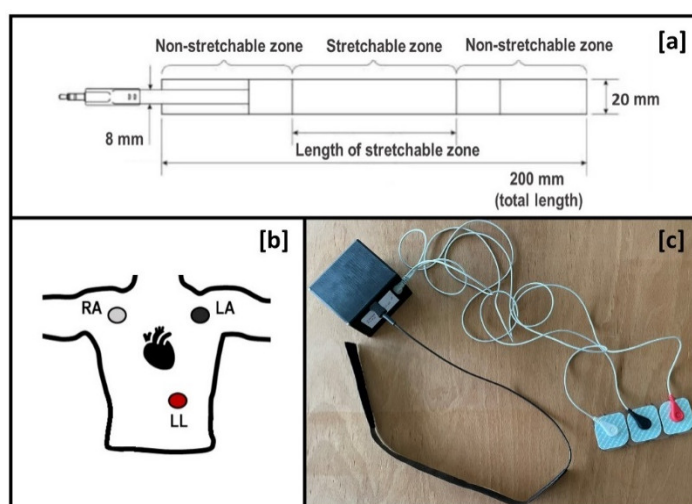 [a]
Non-stretchable zone Stretchable zone Non-stretchable zone
20 mm
8 mm
Length of stretchable zone
200 mm
(total length)
[b]
RA
LA
LL
[c]